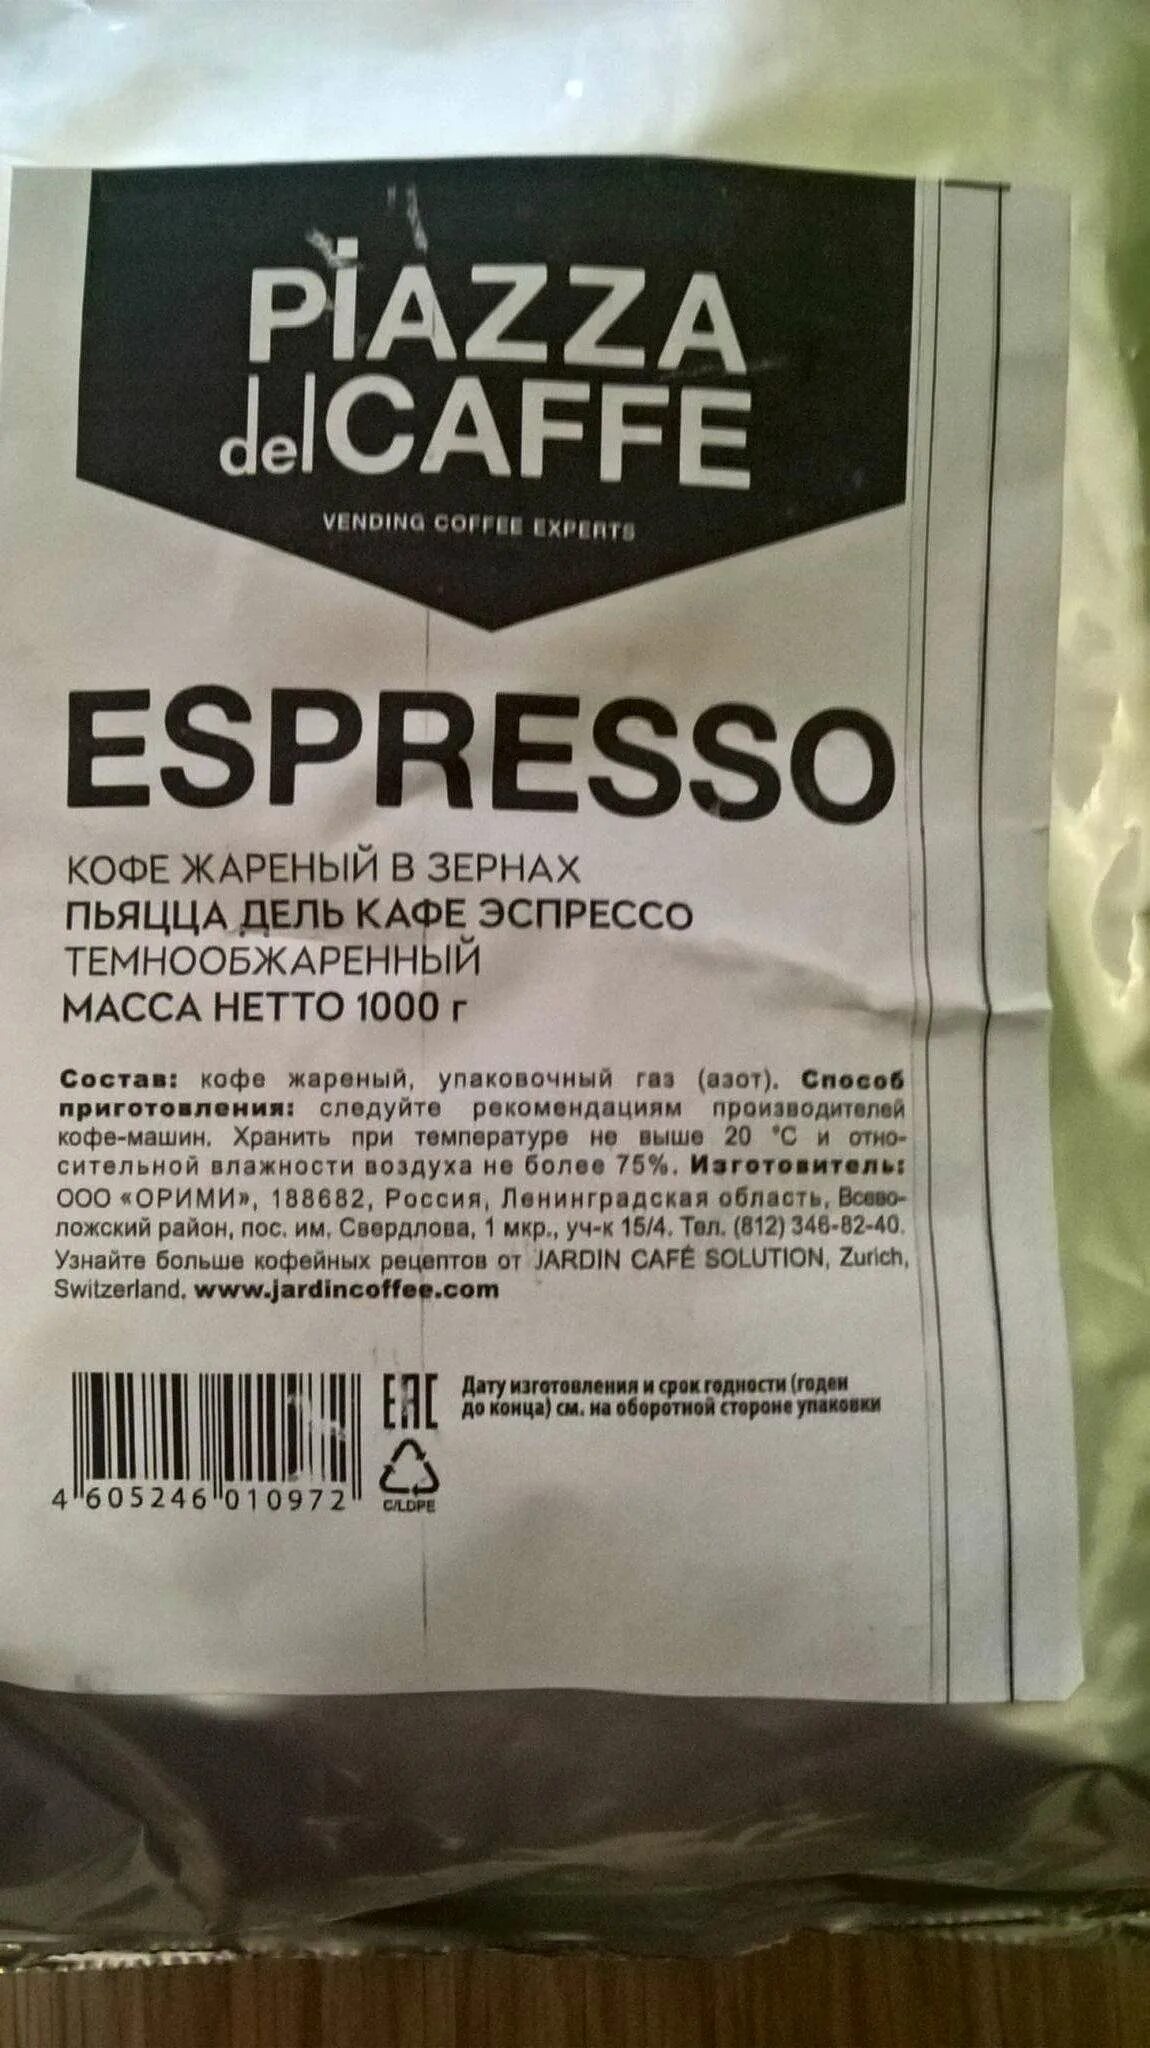 PIAZZA
delCAFFE
VENDING COFFEE EXPERTS
ESPRESSO
КОФЕ ЖАРЕНЫЙ В ЗЕРНАХ
ПЬЯЦЦА ДЕЛЬ КАФЕ ЭСПРЕССО
ТЕМНООБЖАРЕННЫЙ
МАССА НЕТТО 1000 г
Состав: кофе жареный, упаковочный газ (азот). Способ
приготовления: следуйте рекомендациям производителей
кофе-машин. Хранить при температуре не выше 20 °С и отно-
сительной влажности воздуха не более 75%. Изготовитель:
ООО «ОРИМИ», 188682, Россия, Ленинградская область, Всево-
ложский район, пос. им. Свердлова, 1 мкр., уч-к 15/4. Тел. (812) 346-82-40.
Узнайте больше кофейных рецептов от JARDIN CAFÉ SOLUTION, Zurich,
Switzerland. www.jardincoffee.com
EAC
Дату изготовления и срок годности (годен
до конца) см. на оборотной стороне упаковки
4 605246 010972
C/LDPE